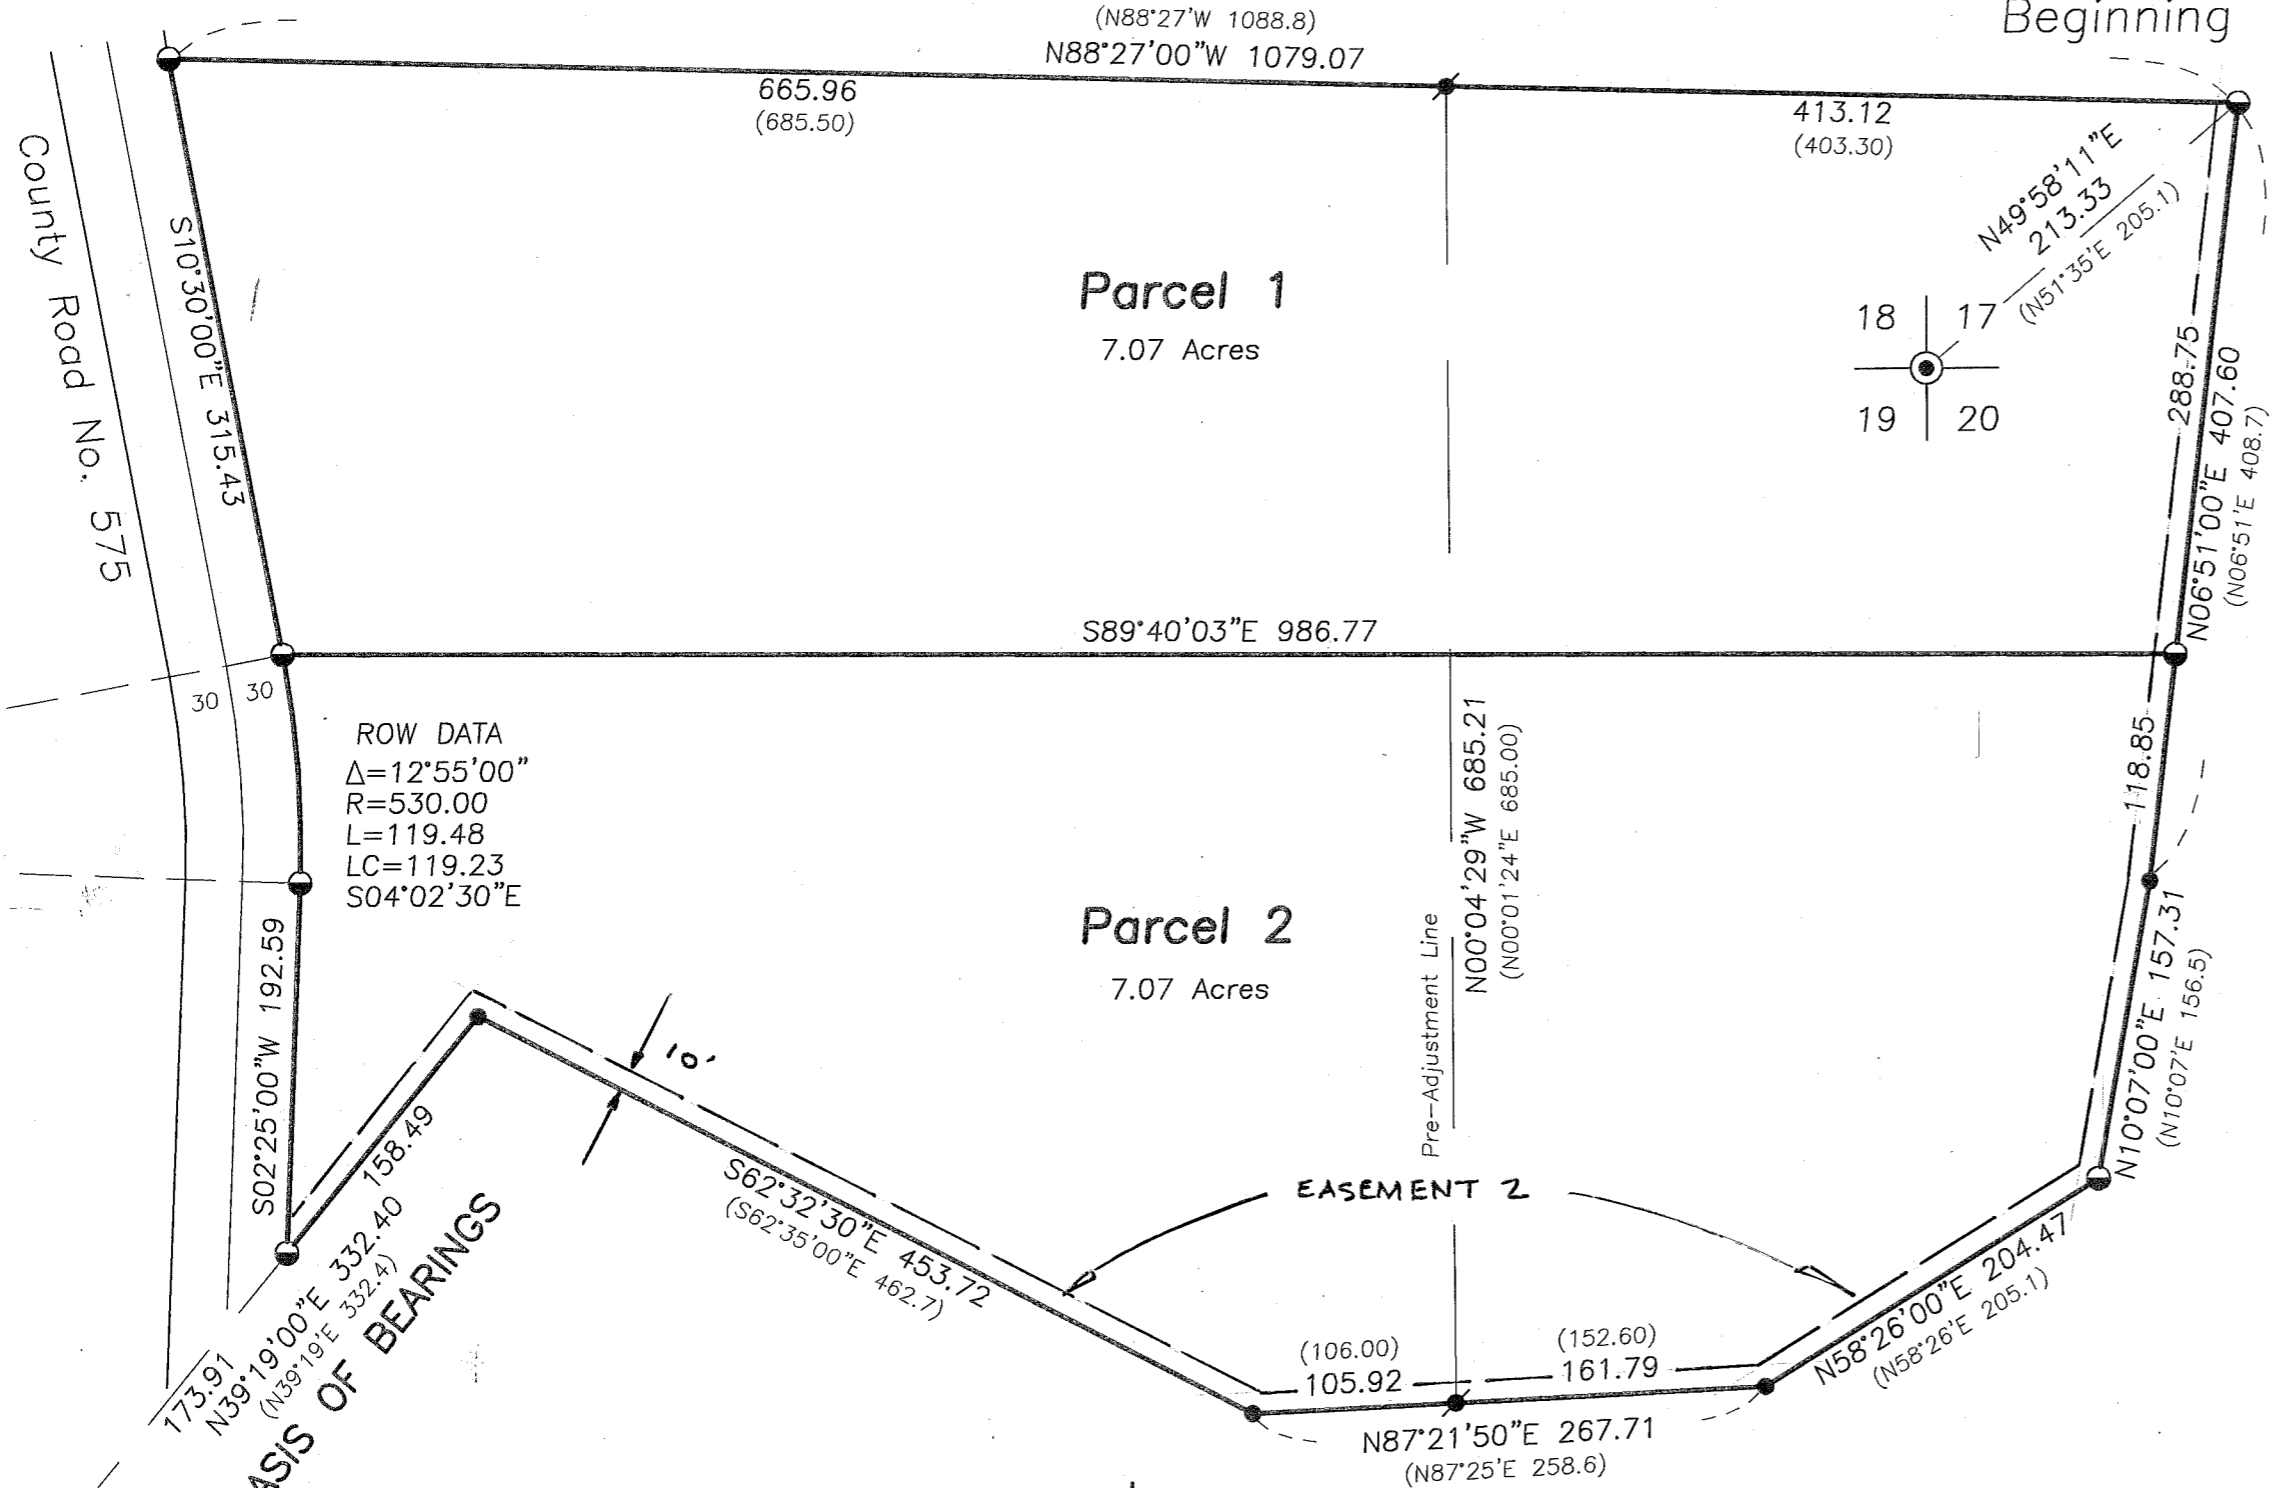 Beginning
(N88°27'W 1088.8)
N88°27'00"W 1079.07
665.96
(685.50)
413.12
(403.30)
N49°58'11"E
213.33
(N51°35'E 205.1)
County Road No. 575
S10°30'00"E 315.43
Parcel 1
7.07 Acres
18 17
19 20
288.75
N06°51'00"E 407.60
(N06°51'E 408.7)
S89°40'03"E 986.77
30 30
ROW DATA
Δ=12°55'00"
R=530.00
L=119.48
LC=119.23
S04°02'30"E
N00°04'29"W 685.21
(N00°01'24"E 685.00)
Pre-Adjustment Line
118.85
Parcel 2
7.07 Acres
S02°25'00"W 192.59
10'
158.49
N10°07'00"E 157.31
(N10°07'E 156.5)
S62°32'30"E 453.72
(S62°35'00"E 462.7)
EASEMENT 2
173.91
N39°19'00"E 332.40
(N39°19'E 332.4)
ASIS OF BEARINGS
(106.00)
105.92
(152.60)
161.79
N58°26'00"E 204.47
(N58°26'E 205.1)
N87°21'50"E 267.71
(N87°25'E 258.6)